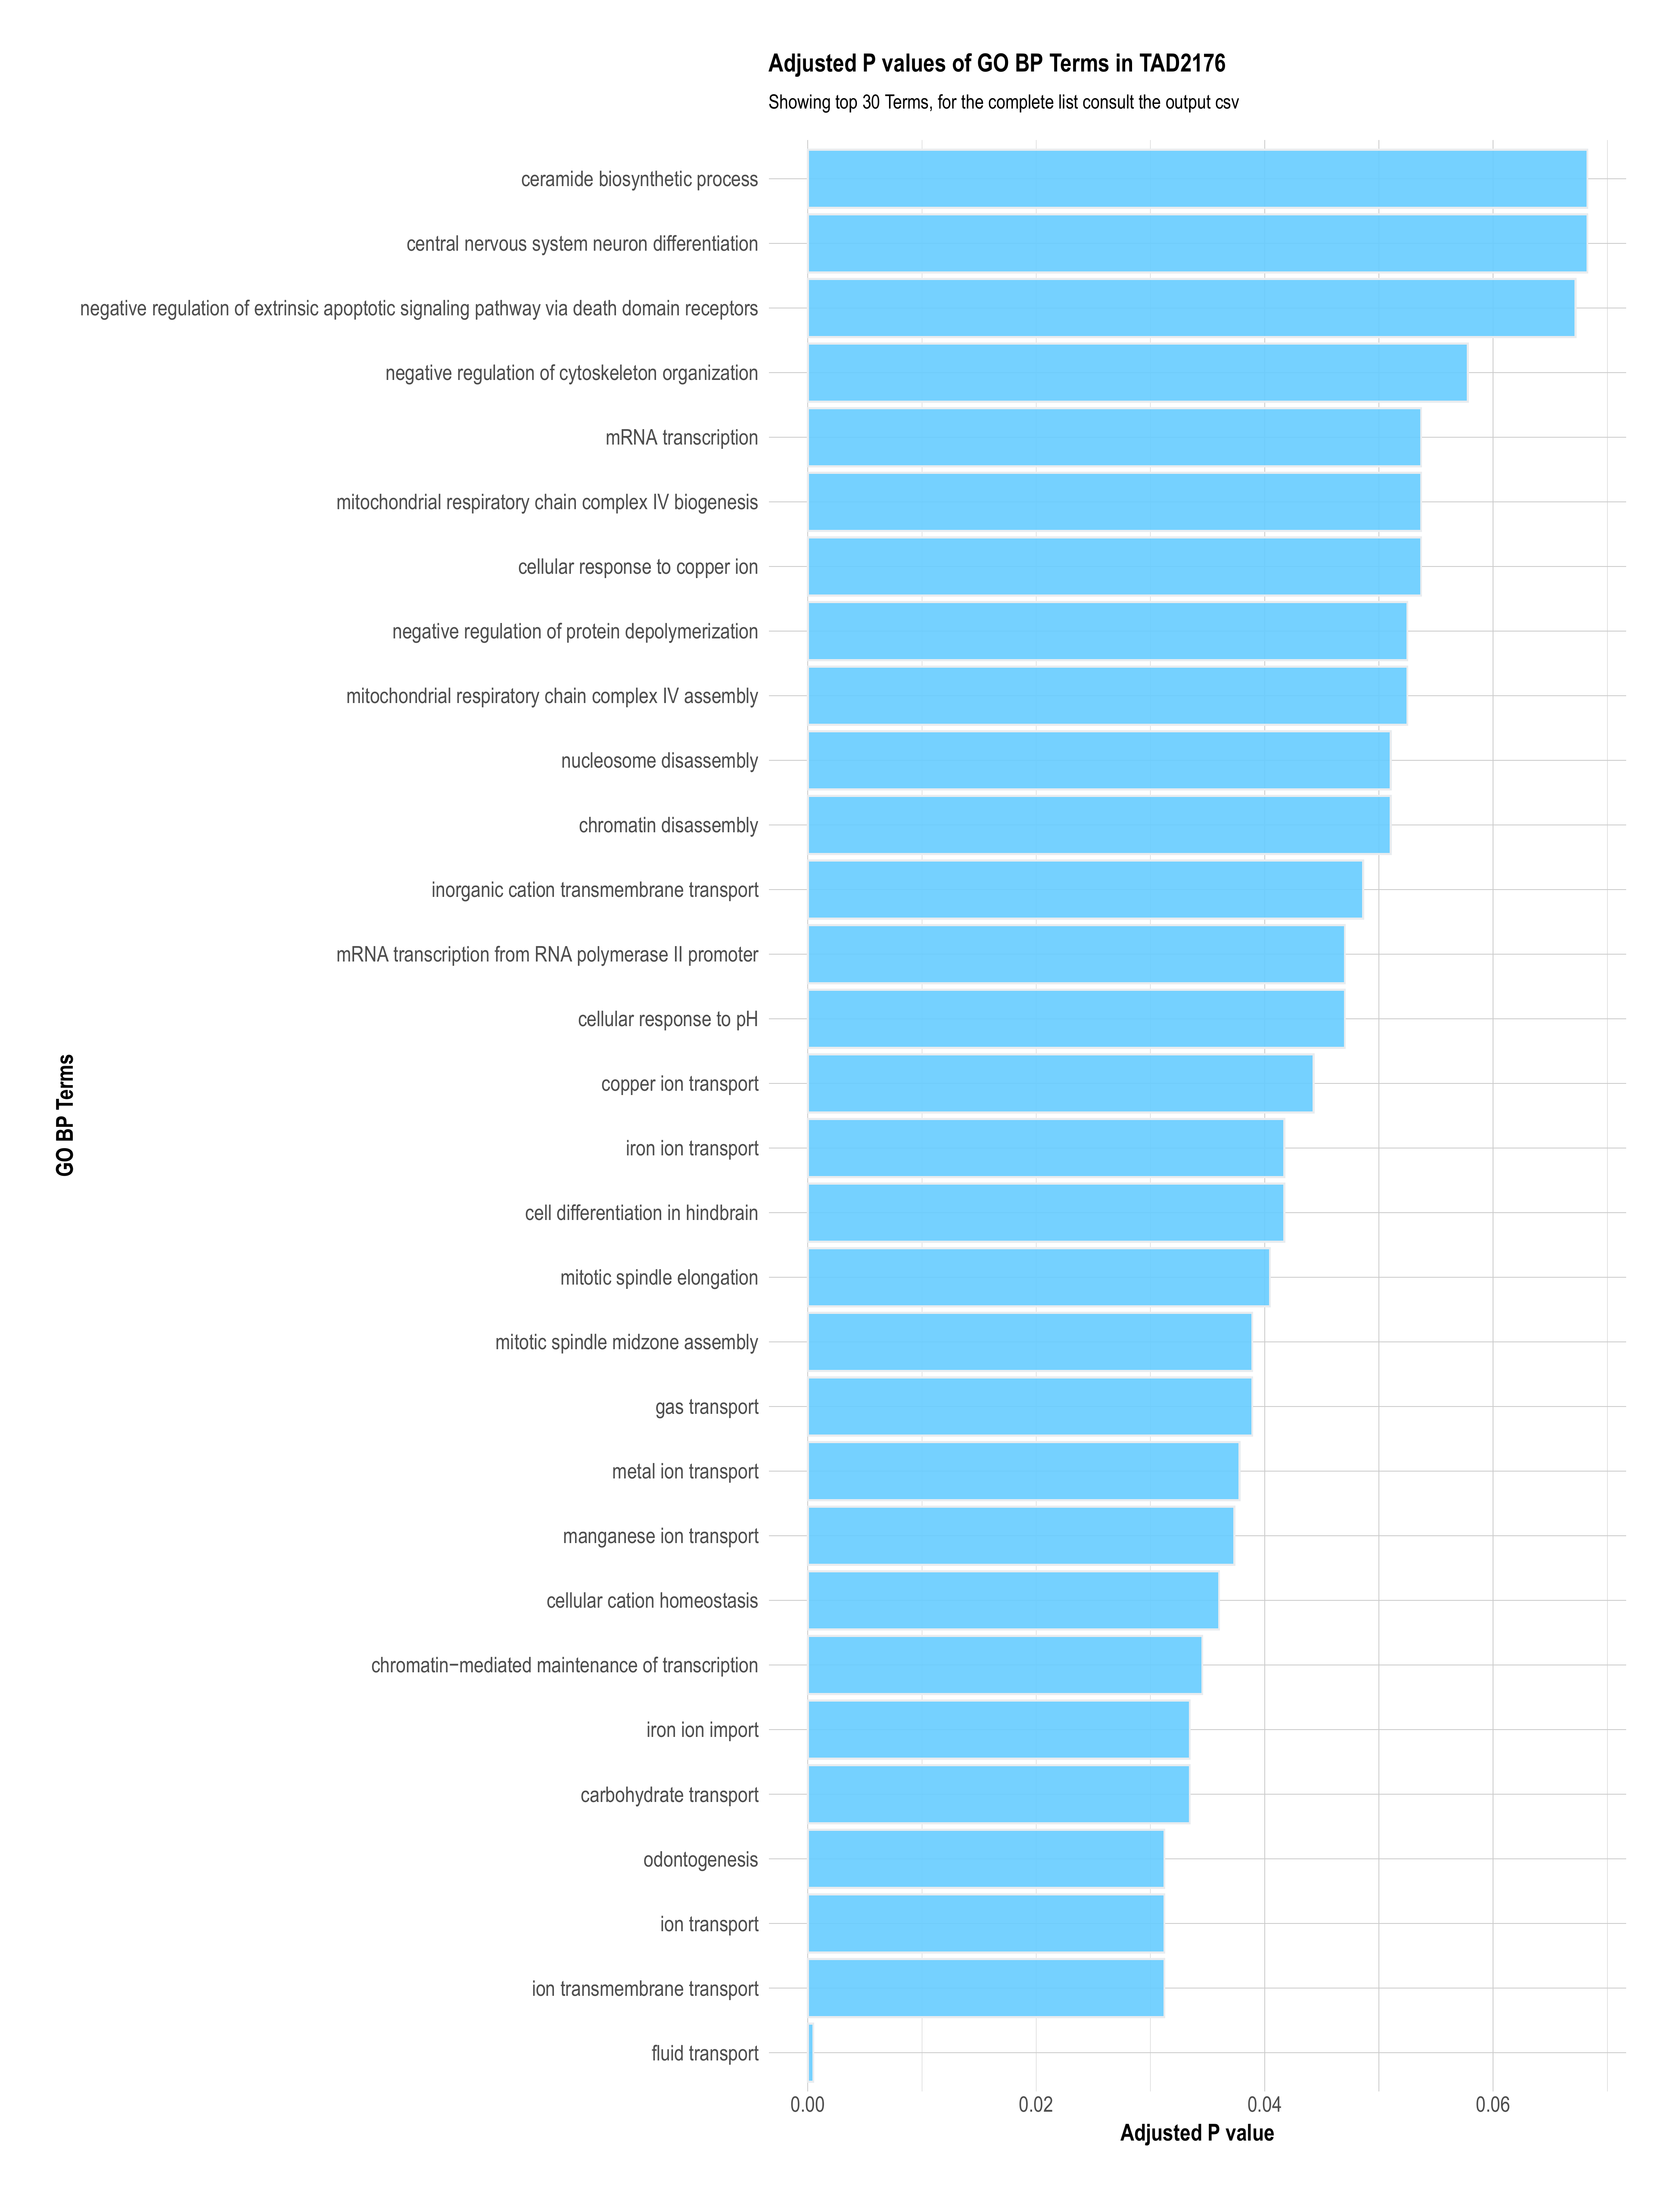 Adjusted P values of GO BP Terms in TAD2176
Showing top 30 Terms, for the complete list consult the output csv
ceramide biosynthetic process
central nervous system neuron differentiation
negative regulation of extrinsic apoptotic signaling pathway via death domain receptors
negative regulation of cytoskeleton organization
mRNA transcription
mitochondrial respiratory chain complex IV biogenesis
cellular response to copper ion
negative regulation of protein depolymerization
mitochondrial respiratory chain complex IV assembly
nucleosome disassembly
chromatin disassembly
inorganic cation transmembrane transport
mRNA transcription from RNA polymerase II promoter
cellular response to pH
copper ion transport
iron ion transport
cell differentiation in hindbrain
mitotic spindle elongation
mitotic spindle midzone assembly
gas transport
metal ion transport
manganese ion transport
cellular cation homeostasis
chromatin−mediated maintenance of transcription
iron ion import
carbohydrate transport
odontogenesis
ion transport
ion transmembrane transport
fluid transport
GO BP Terms
0.00 0.02 0.04 0.06
Adjusted P value